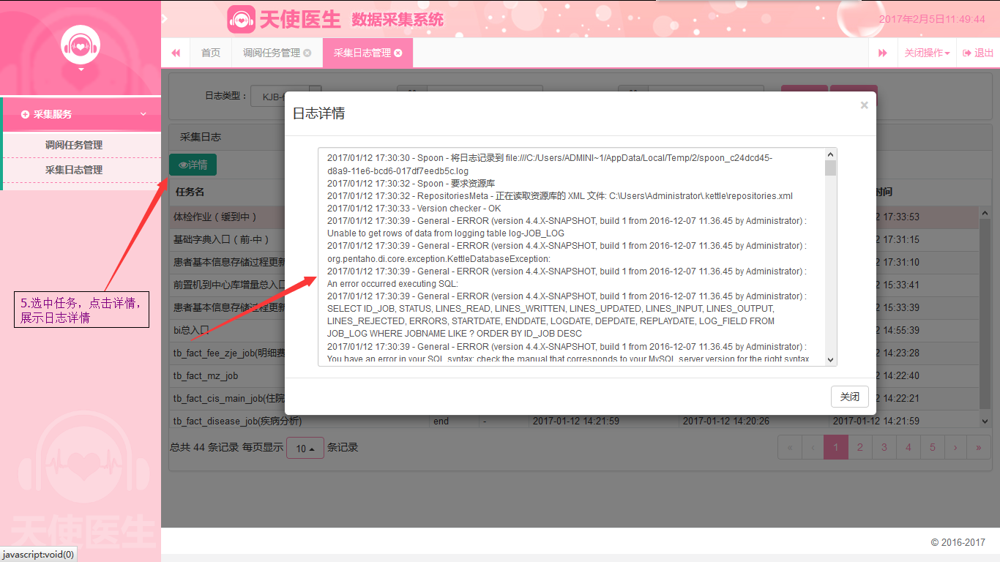 天使医生 数据采集系统
2017年2月5日11:49:44
首页 调阅任务管理 采集日志管理 关闭操作 退出
采集服务
调阅任务管理
采集日志管理
日志类型：
采集日志
详情
任务名
时间
体检作业（缓到中）
17:33:53
基础字典入口（前-中）
17:31:15
患者基本信息存储过程更新
17:31:10
前置机到中心库增量总入口
15:33:41
患者基本信息存储过程更新
15:33:39
bi总入口
14:55:39
tb_fact_fee_zje_job(明细费
14:23:28
tb_fact_mz_job
14:22:40
tb_fact_cis_main_job(住院
14:22:21
tb_fact_disease_job(疾病分析) end - 2017-01-12 14:21:59 2017-01-12 14:20:26 2017-01-12 14:21:59
总共 44 条记录 每页显示 10 条记录
« ‹ 1 2 3 4 5 › »
日志详情
×
2017/01/12 17:30:30 - Spoon - 将日志记录到 file:///C:/Users/ADMINI~1/AppData/Local/Temp/2/spoon_c24dcd45-
d8a9-11e6-bcd6-017df7eedb5c.log
2017/01/12 17:30:32 - Spoon - 要求资源库
2017/01/12 17:30:32 - RepositoriesMeta - 正在读取资源库的 XML 文件: C:\Users\Administrator\.kettle\repositories.xml
2017/01/12 17:30:33 - Version checker - OK
2017/01/12 17:30:39 - General - ERROR (version 4.4.X-SNAPSHOT, build 1 from 2016-12-07 11.36.45 by Administrator) :
Unable to get rows of data from logging table log-JOB_LOG
2017/01/12 17:30:39 - General - ERROR (version 4.4.X-SNAPSHOT, build 1 from 2016-12-07 11.36.45 by Administrator) :
org.pentaho.di.core.exception.KettleDatabaseException:
2017/01/12 17:30:39 - General - ERROR (version 4.4.X-SNAPSHOT, build 1 from 2016-12-07 11.36.45 by Administrator) :
An error occurred executing SQL:
2017/01/12 17:30:39 - General - ERROR (version 4.4.X-SNAPSHOT, build 1 from 2016-12-07 11.36.45 by Administrator) :
SELECT ID_JOB, STATUS, LINES_READ, LINES_WRITTEN, LINES_UPDATED, LINES_INPUT, LINES_OUTPUT,
LINES_REJECTED, ERRORS, STARTDATE, ENDDATE, LOGDATE, DEPDATE, REPLAYDATE, LOG_FIELD FROM
JOB_LOG WHERE JOBNAME LIKE ? ORDER BY ID_JOB DESC
2017/01/12 17:30:39 - General - ERROR (version 4.4.X-SNAPSHOT, build 1 from 2016-12-07 11.36.45 by Administrator) :
You have an error in your SQL syntax; check the manual that corresponds to your MySQL server version for the right syntax
关闭
5.选中任务，点击详情，
展示日志详情
天使医生
javascript:void(0)
© 2016-2017